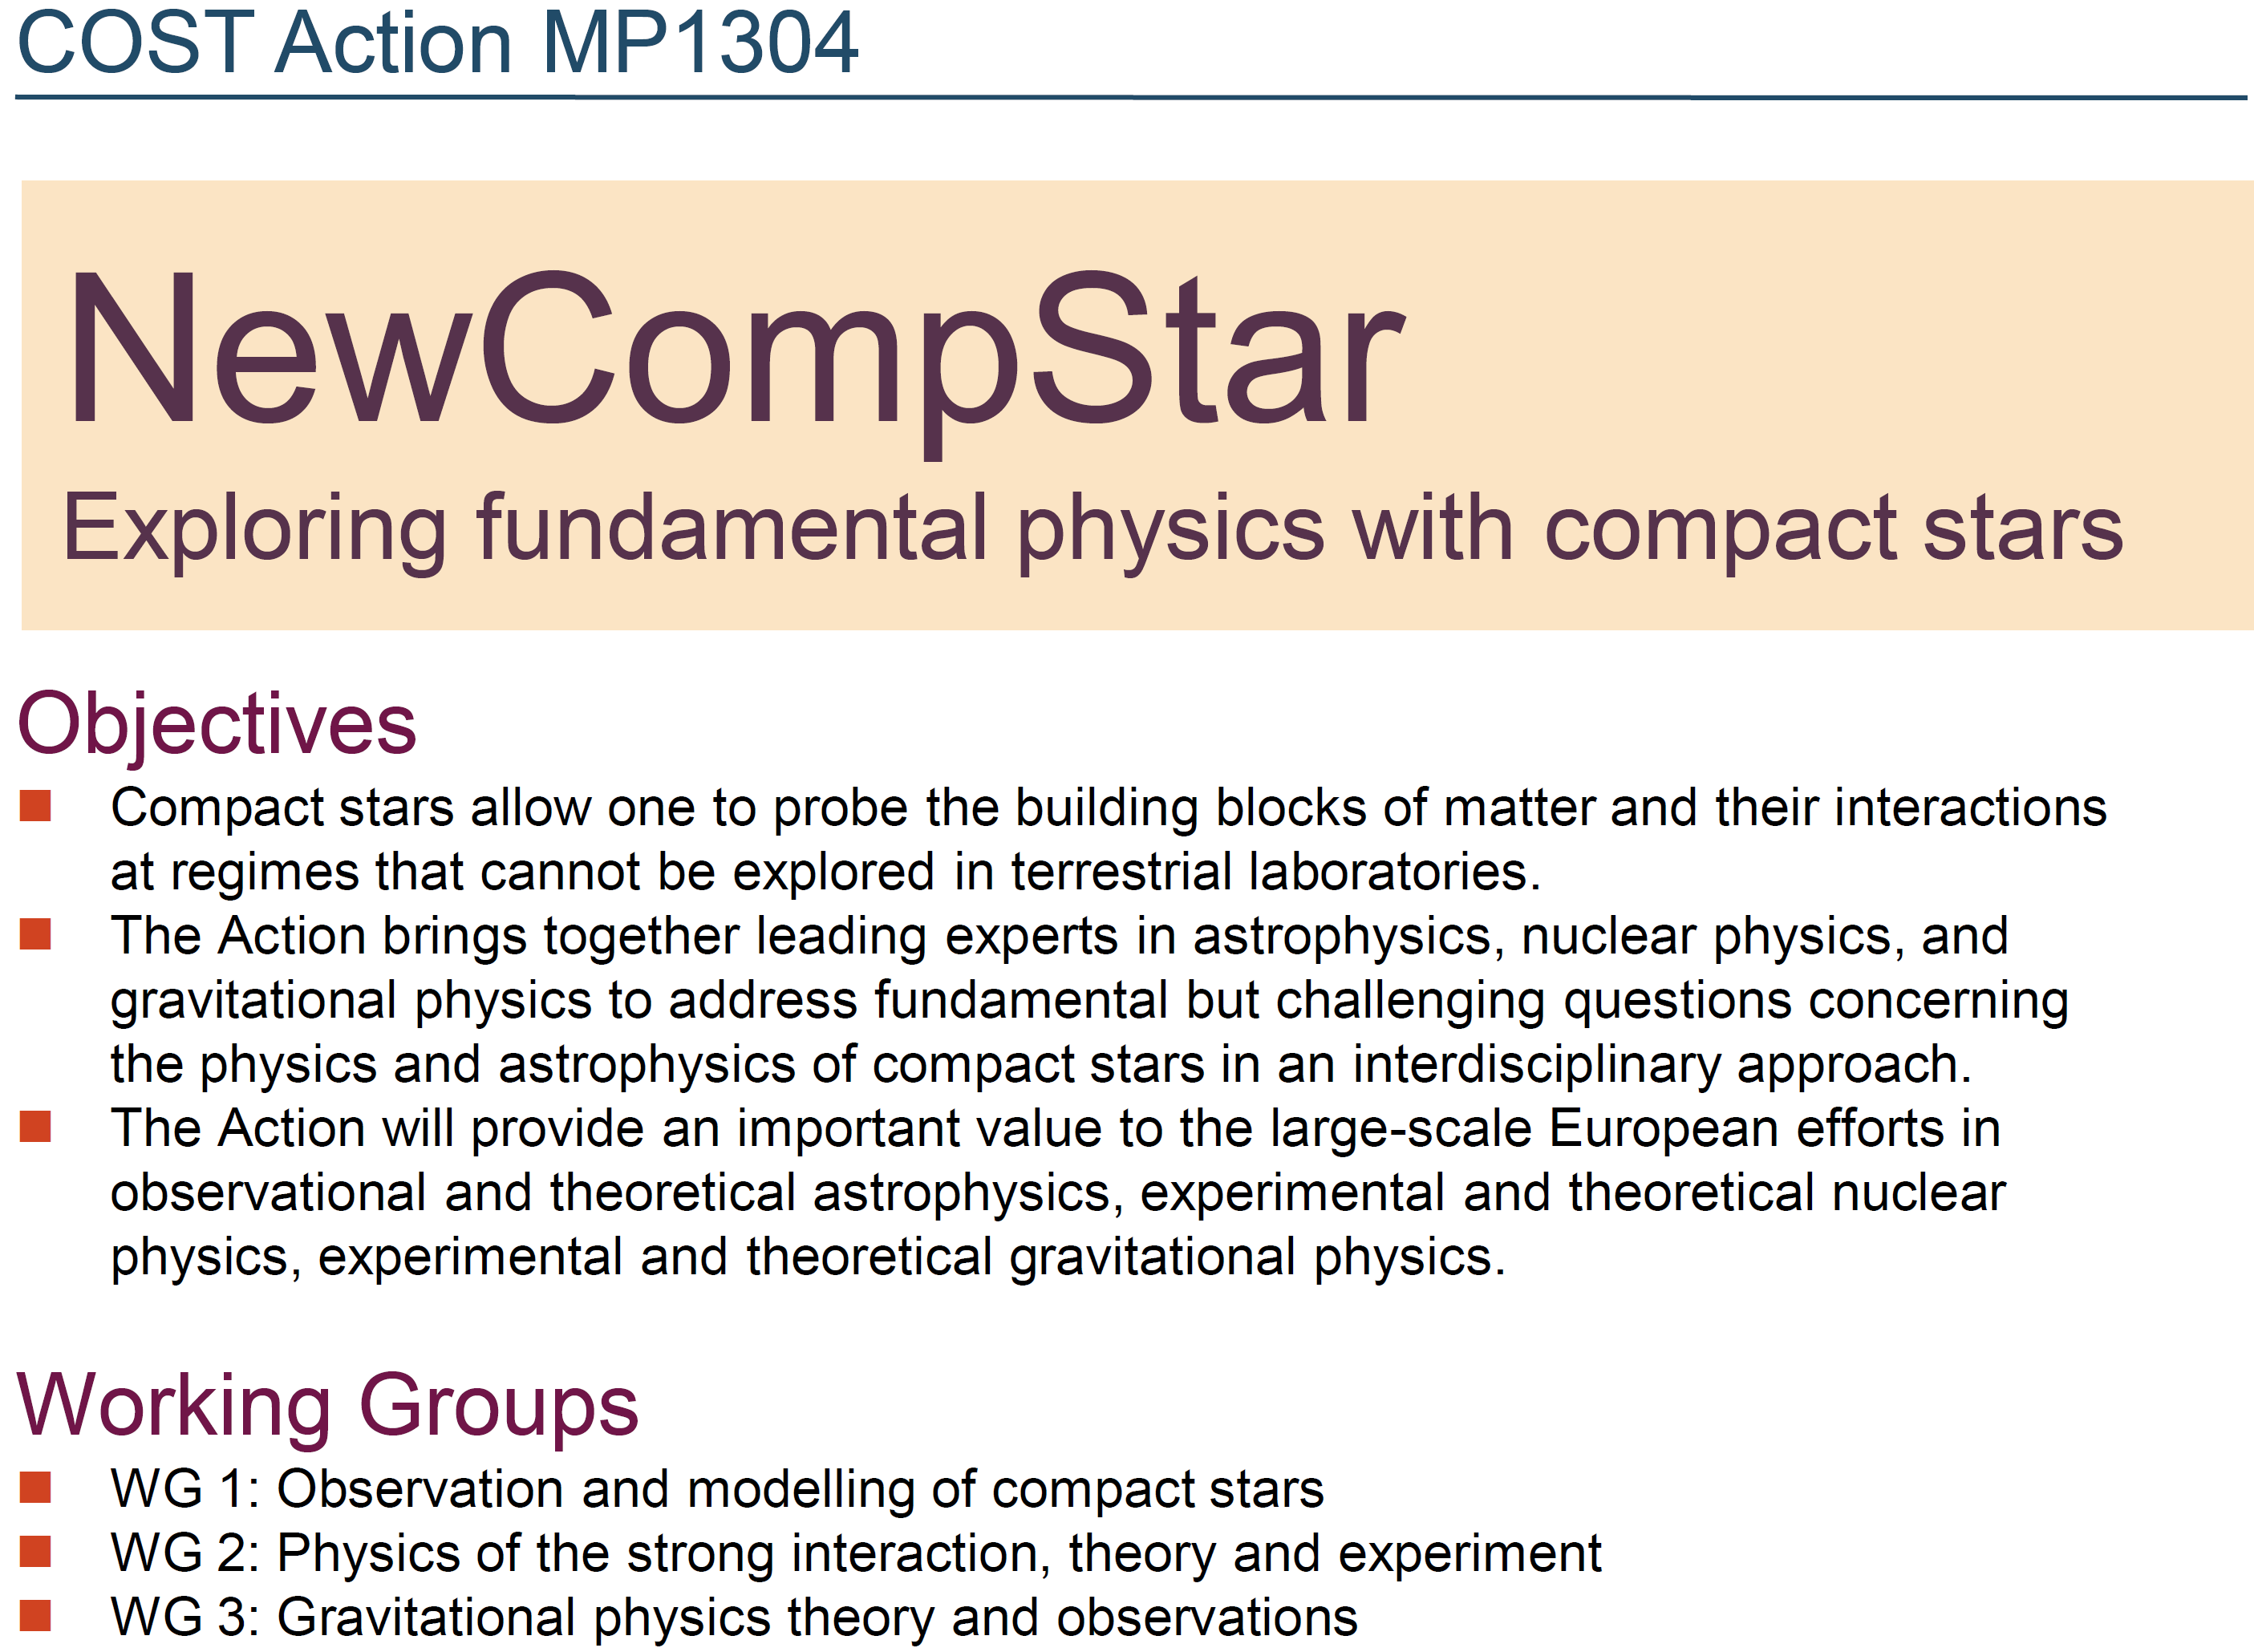 COST Action MP1304
NewCompStar
Exploring fundamental physics with compact stars
Objectives
Compact stars allow one to probe the building blocks of matter and their interactions
at regimes that cannot be explored in terrestrial laboratories.
The Action brings together leading experts in astrophysics, nuclear physics, and
gravitational physics to address fundamental but challenging questions concerning
the physics and astrophysics of compact stars in an interdisciplinary approach.
The Action will provide an important value to the large-scale European efforts in
observational and theoretical astrophysics, experimental and theoretical nuclear
physics, experimental and theoretical gravitational physics.
Working Groups
WG 1: Observation and modelling of compact stars
WG 2: Physics of the strong interaction, theory and experiment
WG 3: Gravitational physics theory and observations